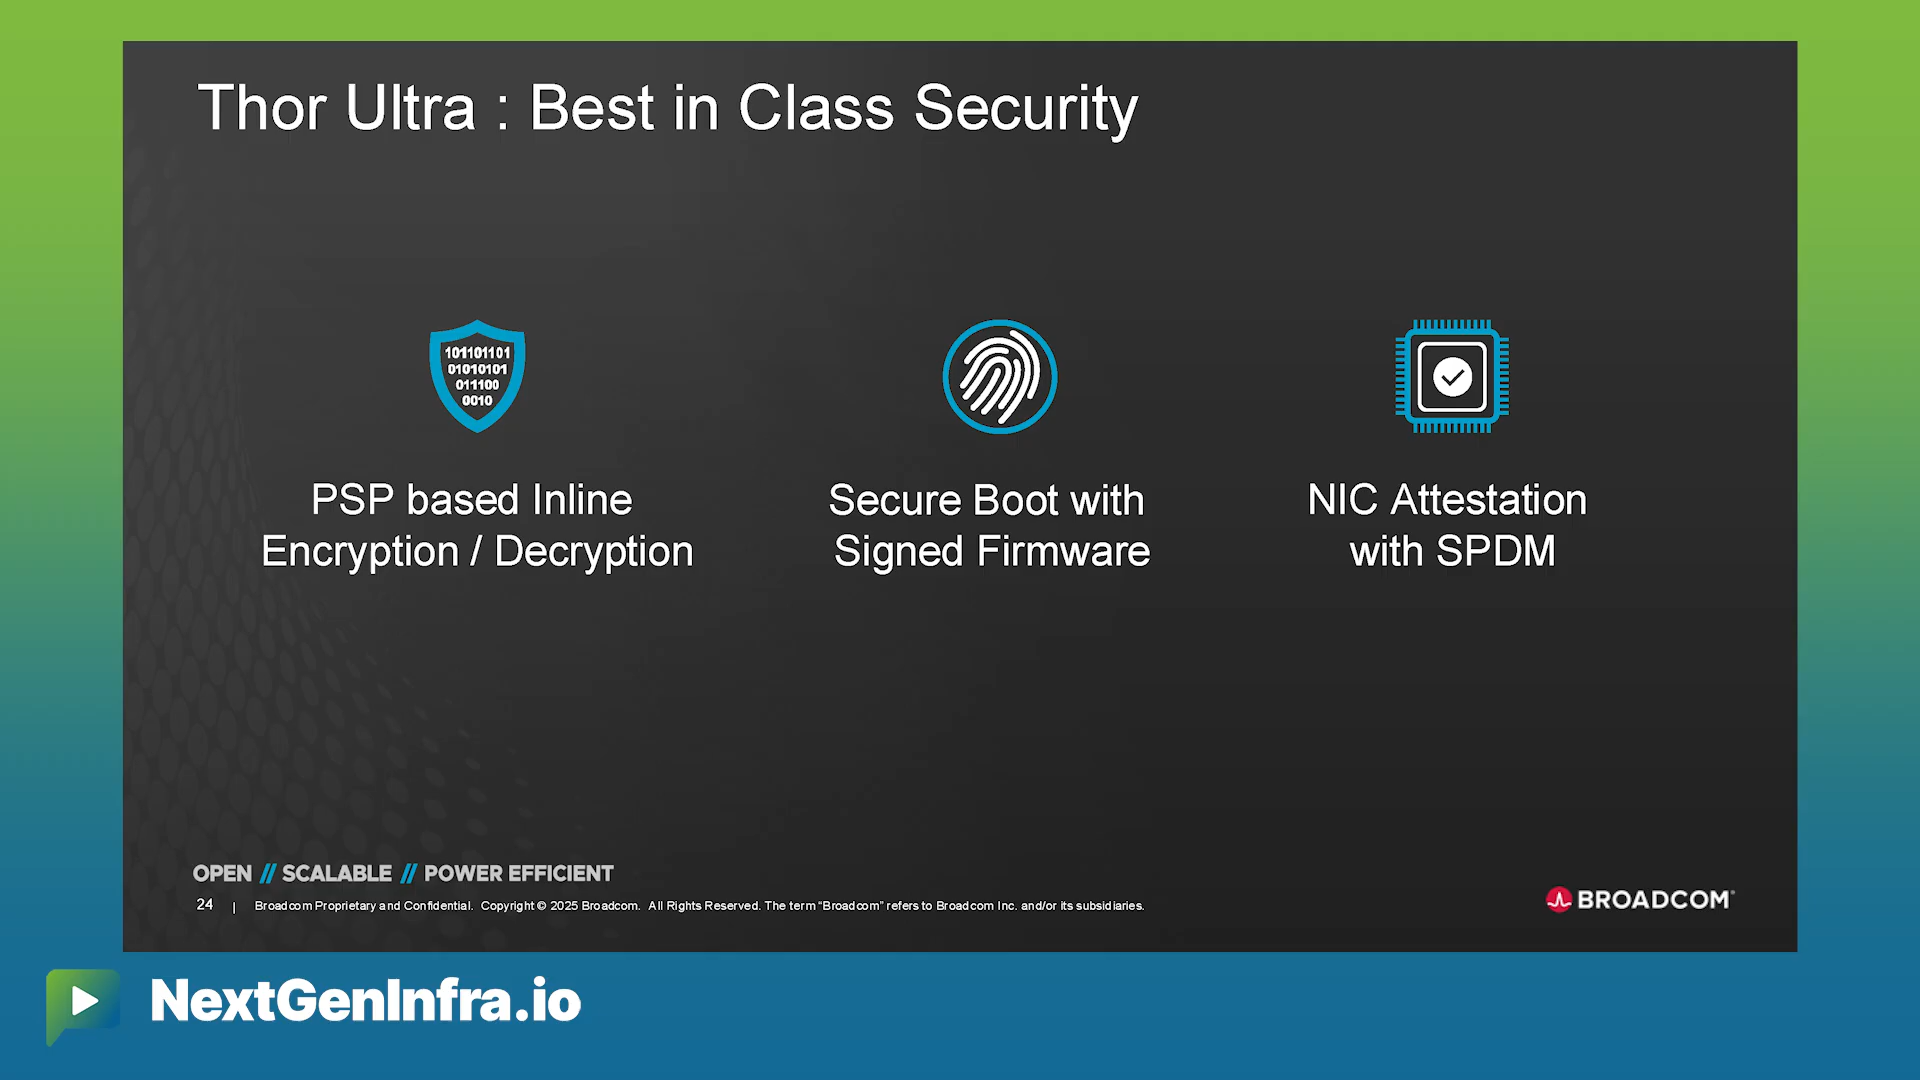 Thor Ultra : Best in Class Security
101101101
01010101
011100
0010
PSP based Inline
Encryption / Decryption
Secure Boot with
Signed Firmware
NIC Attestation
with SPDM
OPEN // SCALABLE // POWER EFFICIENT
24 | Broadcom Proprietary and Confidential. Copyright © 2025 Broadcom. All Rights Reserved. The term “Broadcom” refers to Broadcom Inc. and/or its subsidiaries.
BROADCOM
NextGenInfra.io